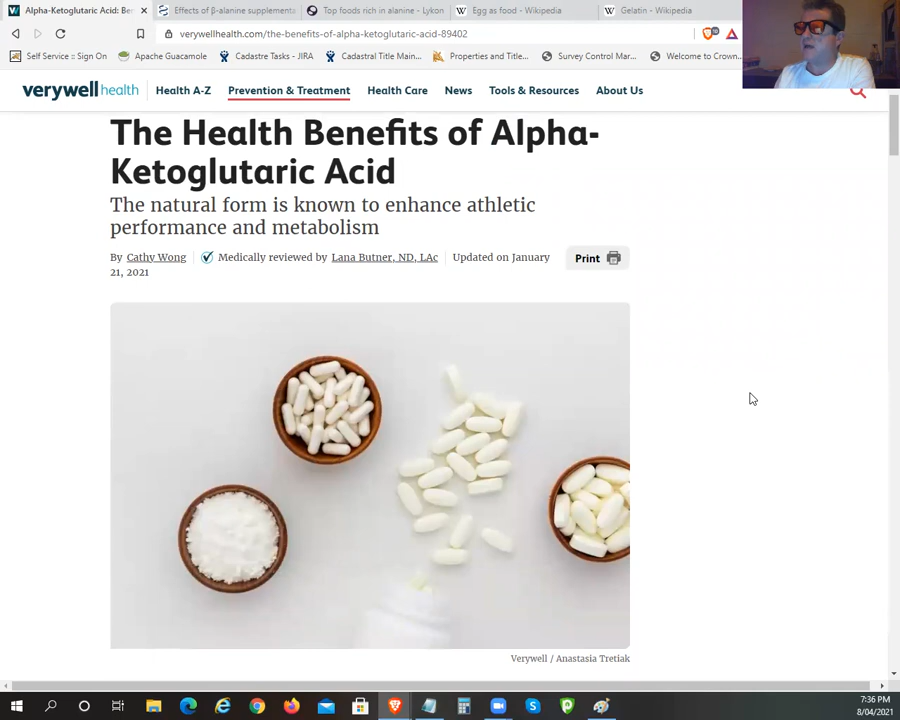 Alpha-Ketoglutaric Acid: Be
Effects of β-alanine supplementa
Top foods rich in alanine - Lykon
Egg as food - Wikipedia
Gelatin - Wikipedia
verywellhealth.com/the-benefits-of-alpha-ketoglutaric-acid-89402
Self Service :: Sign On
Apache Guacamole
Cadastre Tasks - JIRA
Cadastral Title Main...
Properties and Title...
Survey Control Mar...
Welcome to Crown...
verywell health
Health A-Z
Prevention & Treatment
Health Care
News
Tools & Resources
About Us
The Health Benefits of Alpha-
Ketoglutaric Acid
The natural form is known to enhance athletic
performance and metabolism
By Cathy Wong Medically reviewed by Lana Butner, ND, LAc Updated on January
21, 2021
Print
Verywell / Anastasia Tretiak
7:36 PM
8/04/2021